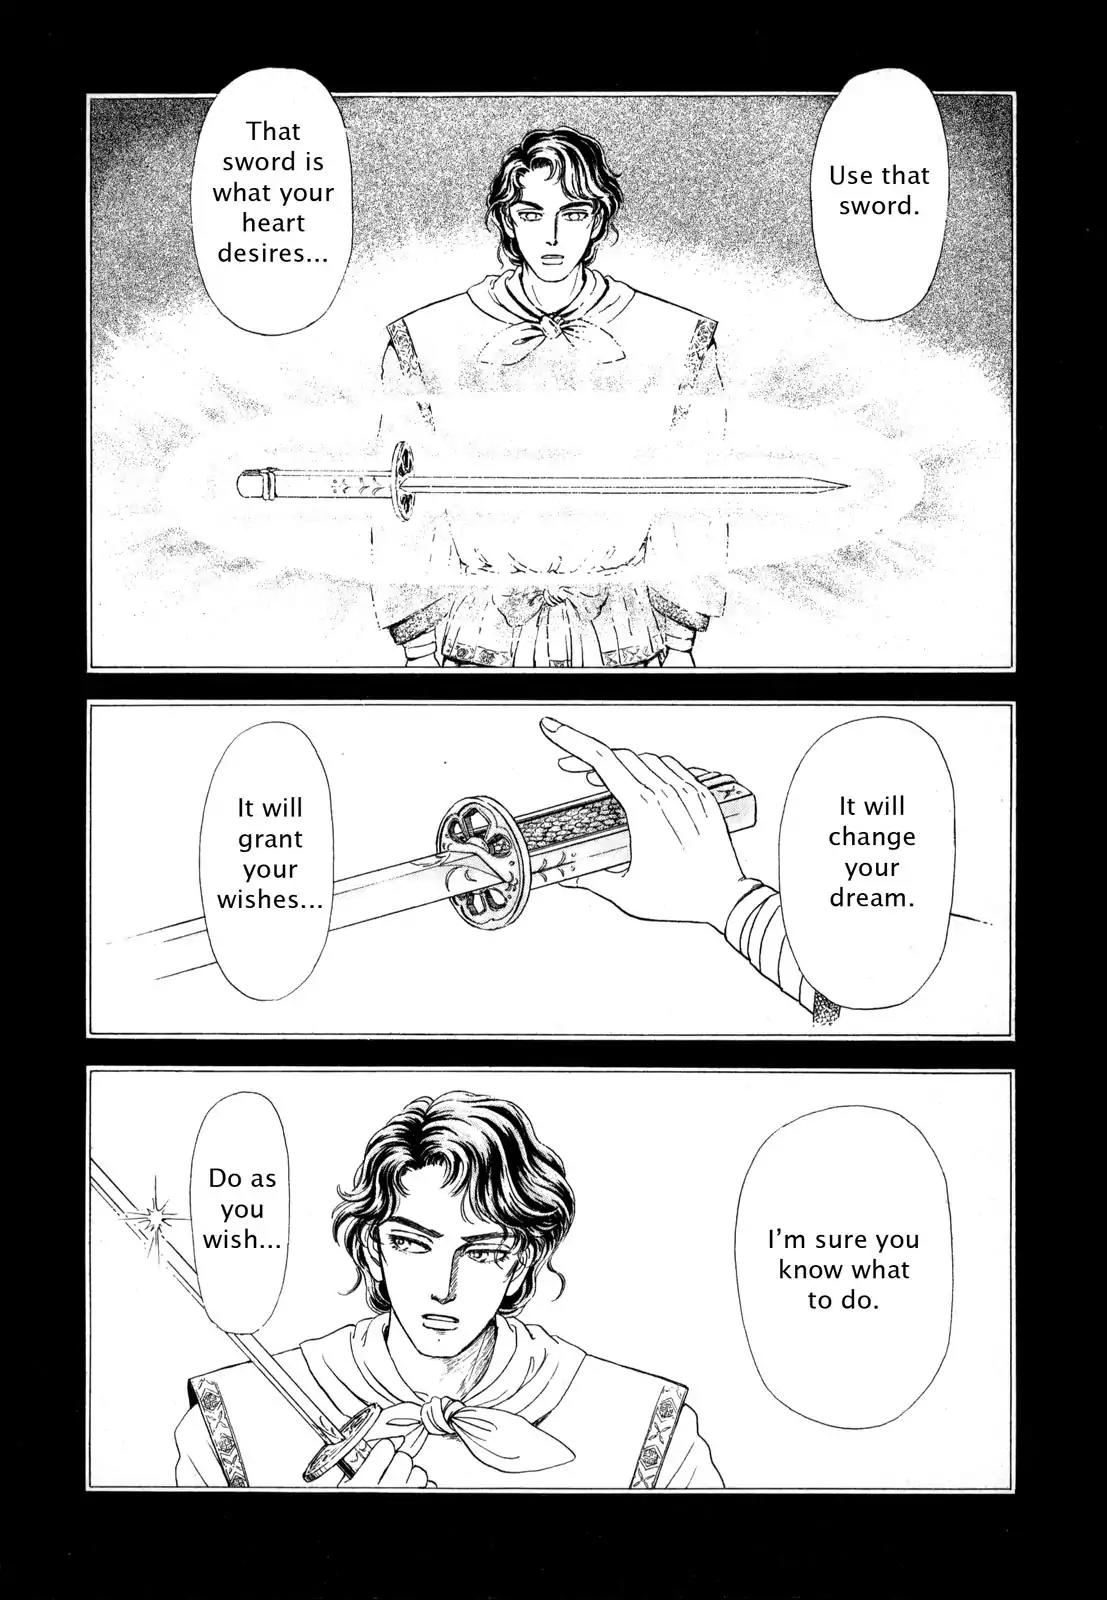 Use that
sword.
That
sword is
what your
heart
desires...
It will
change
your
dream.
It will
grant
your
wishes...
I'm sure you
know what
to do.
Do as
you
wish...